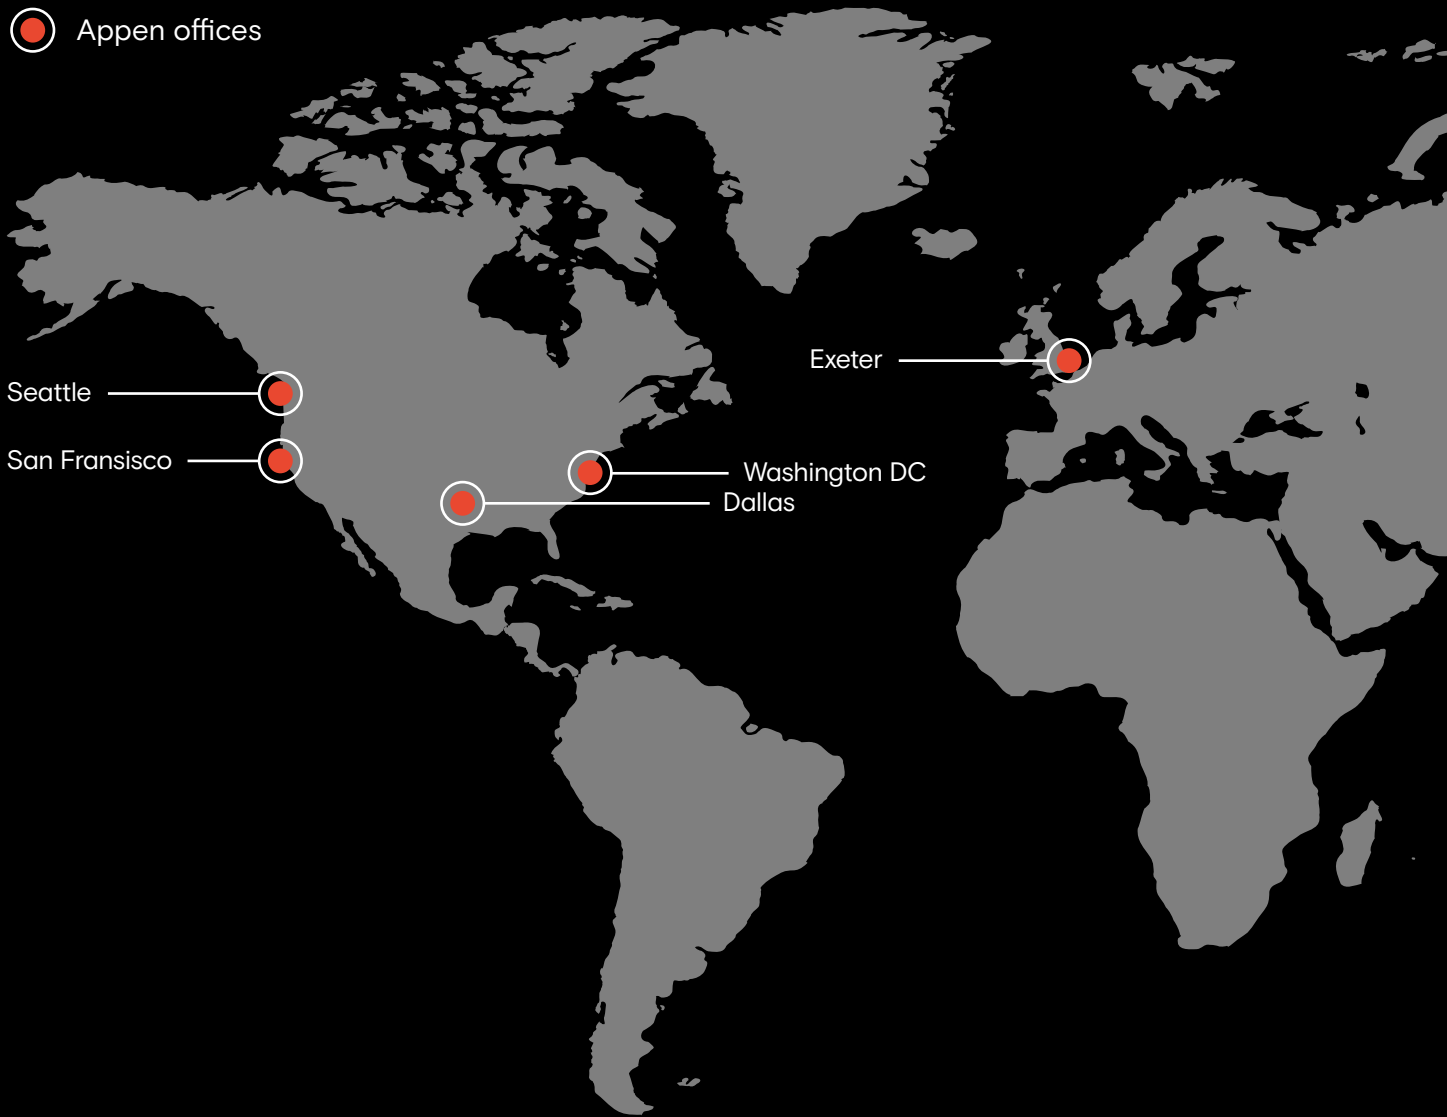 Appen offices
Exeter
Seattle
San Fransisco
Washington DC
Dallas